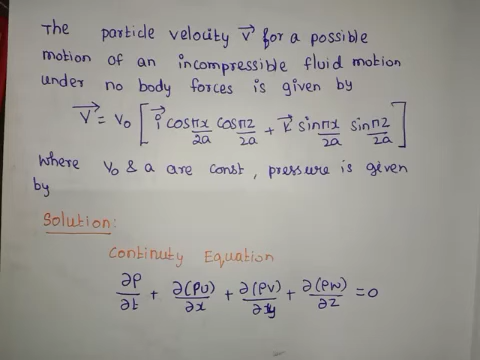 The particle velocity V⃗ for a possible
motion of an incompressible fluid motion
under no body forces is given by
V⃗ = V₀ [ i⃗ cos πx/2a cos πz/2a + k⃗ sin πx/2a sin πz/2a ]
where V₀ & a are const, pressure is given
by
Solution:
Continuty Equation
∂ρ/∂t + ∂(ρu)/∂x + ∂(ρv)/∂y + ∂(ρw)/∂z = 0